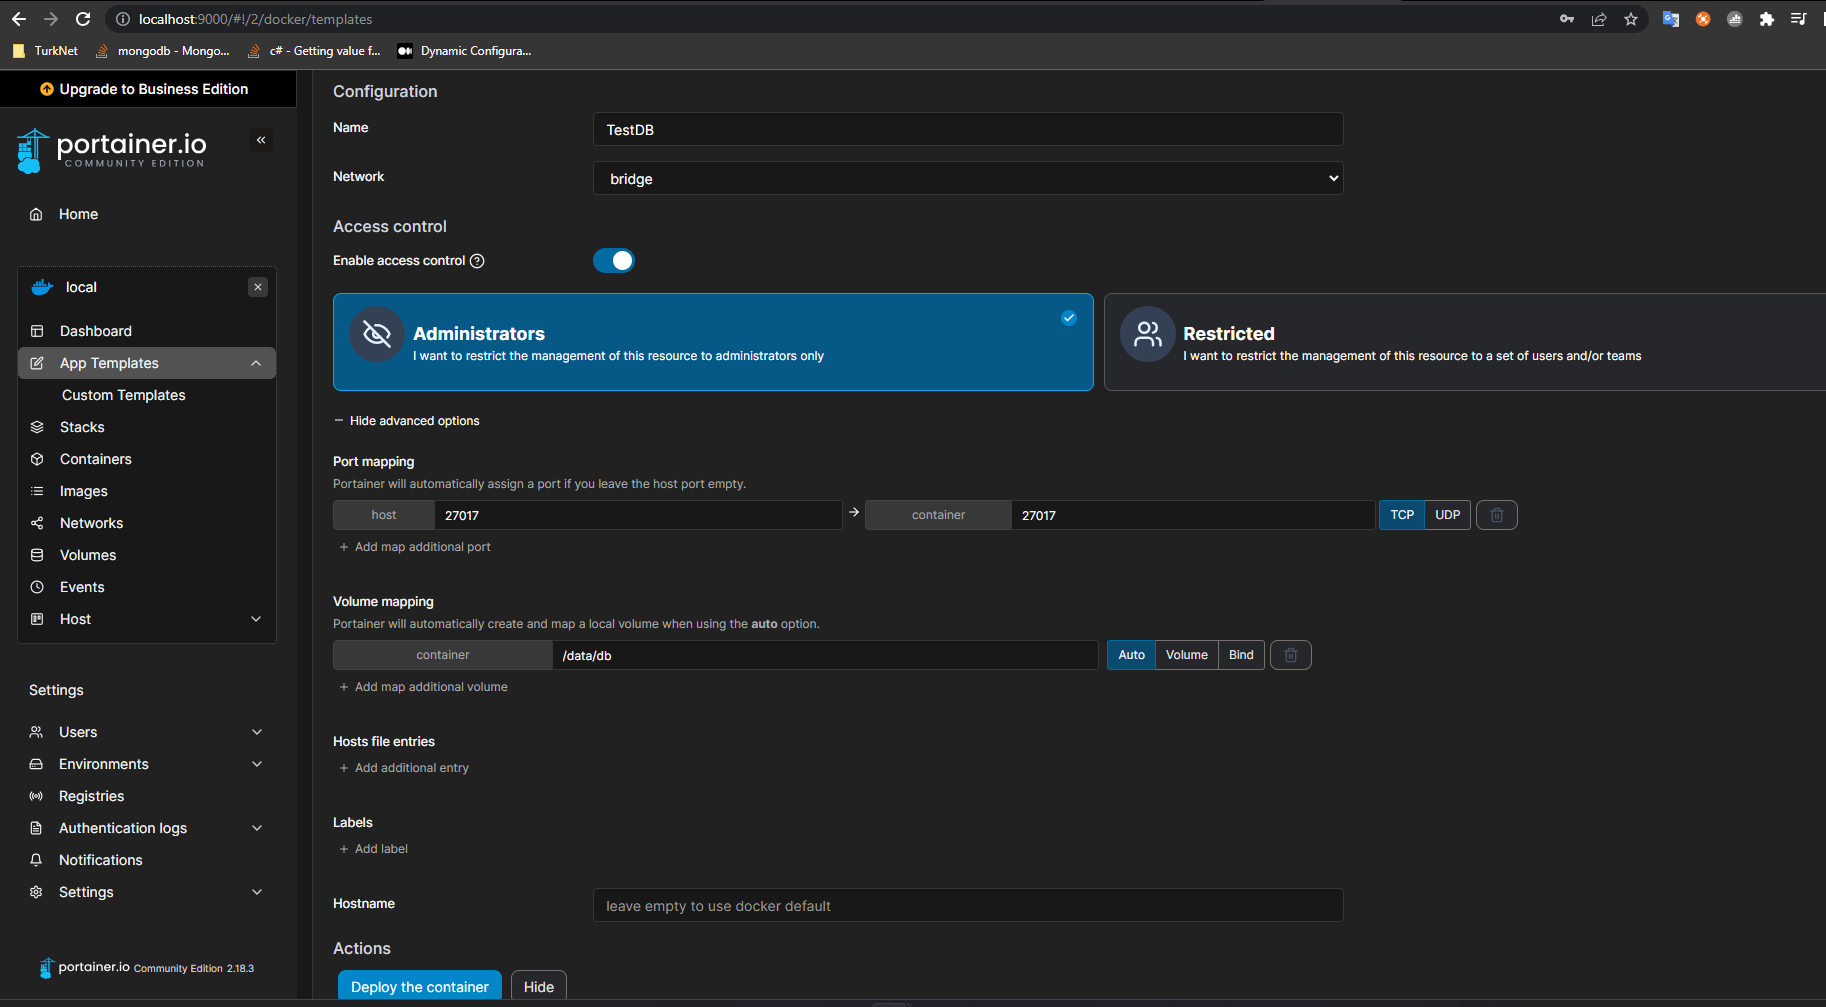 localhost:9000/#!/2/docker/templates
TurkNet
mongodb - Mongo...
c# - Getting value f...
Dynamic Configura...
Upgrade to Business Edition
portainer.io
COMMUNITY EDITION
Home
local
Dashboard
App Templates
Custom Templates
Stacks
Containers
Images
Networks
Volumes
Events
Host
Settings
Users
Environments
Registries
Authentication logs
Notifications
Settings
portainer.io Community Edition 2.18.3
Configuration
Name
TestDB
Network
bridge
Access control
Enable access control
Administrators
I want to restrict the management of this resource to administrators only
Restricted
I want to restrict the management of this resource to a set of users and/or teams
Hide advanced options
Port mapping
Portainer will automatically assign a port if you leave the host port empty.
host 27017 → container 27017 TCP UDP
+ Add map additional port
Volume mapping
Portainer will automatically create and map a local volume when using the auto option.
container /data/db Auto Volume Bind
+ Add map additional volume
Hosts file entries
+ Add additional entry
Labels
+ Add label
Hostname
leave empty to use docker default
Actions
Deploy the container
Hide